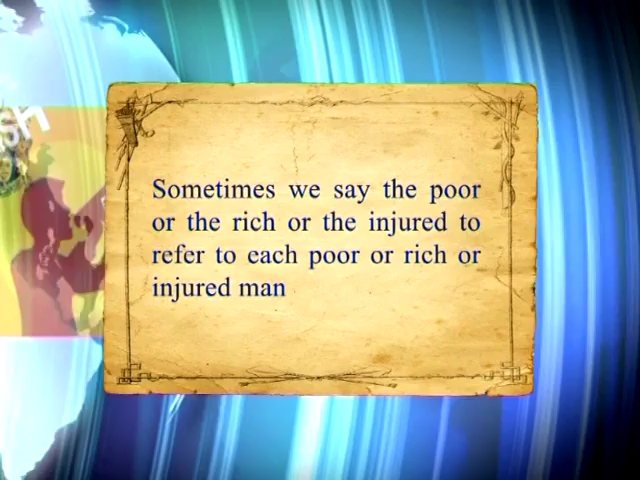 SH
Sometimes we say the poor
or the rich or the injured to
refer to each poor or rich or
injured man